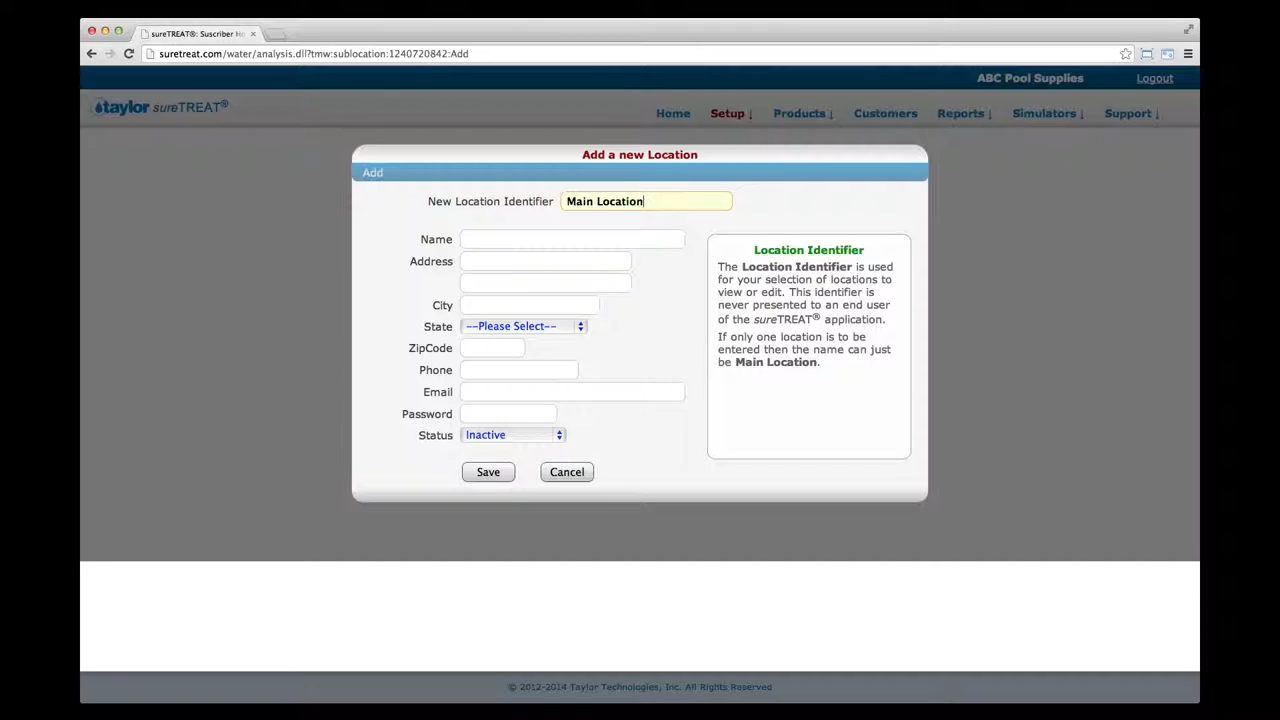 sureTREAT®: Suscriber Ho
suretreat.com/water/analysis.dll?tmw:sublocation:1240720842:Add
ABC Pool Supplies Logout
taylor sureTREAT®
Home Setup↓ Products↓ Customers Reports↓ Simulators↓ Support↓
Add a new Location
Add
New Location Identifier Main Location
Name
Address
City
State --Please Select--
ZipCode
Phone
Email
Password
Status Inactive
Save Cancel
Location Identifier
The Location Identifier is used
for your selection of locations to
view or edit. This identifier is
never presented to an end user
of the sureTREAT® application.
If only one location is to be
entered then the name can just
be Main Location.
© 2012-2014 Taylor Technologies, Inc. All Rights Reserved